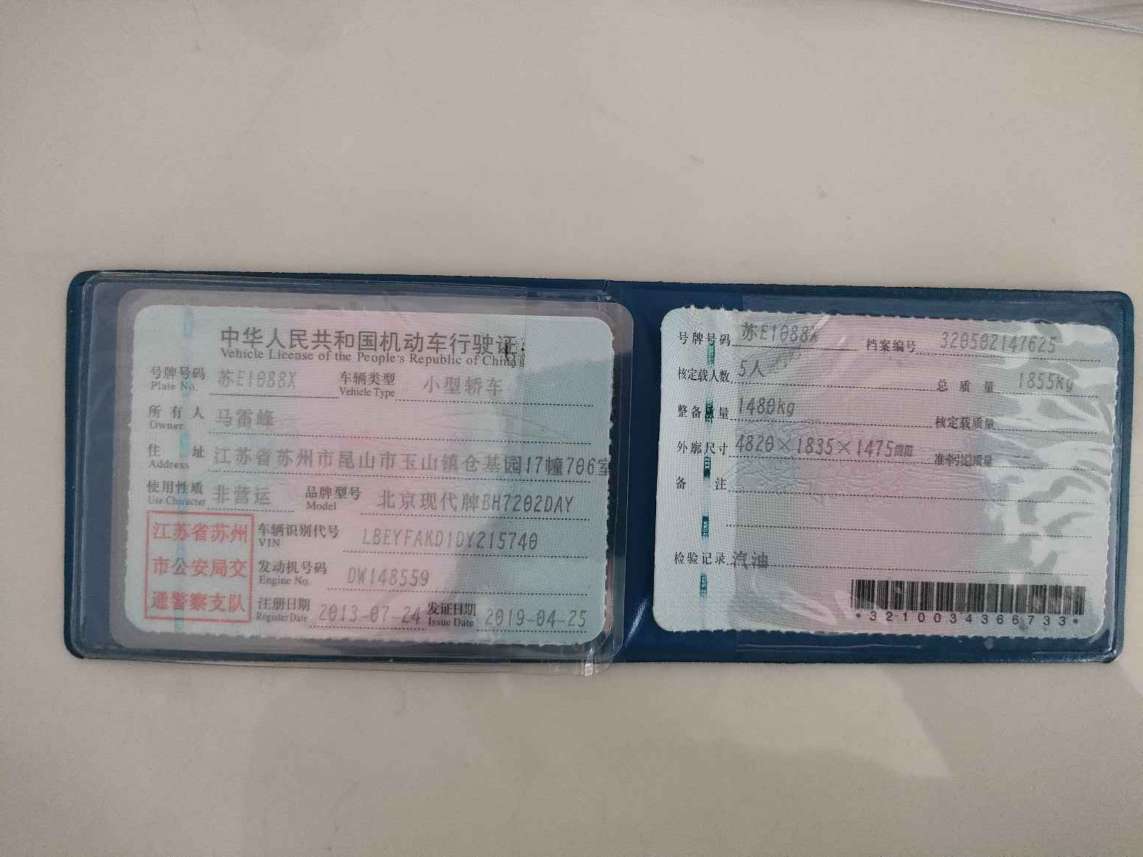 中华人民共和国机动车行驶证
Vehicle License of the People's Republic of China
号牌号码 苏E1088X 车辆类型 小型轿车
Plate No. Vehicle Type
所有人 马雷峰
Owner
住址 江苏省苏州市昆山市玉山镇仓基园17幢706室
Address
使用性质 非营运 品牌型号 北京现代牌BH7202DAY
Use Character Model
江苏省苏州
市公安局交
通警察支队
车辆识别代号 LBEYFAKD1DY215740
VIN
发动机号码 DW148559
Engine No.
注册日期 2013-07-24 发证日期 2019-04-25
Register Date Issue Date
号牌号码 苏E1088X 档案编号 320502147625
核定载人数 5人 总质量 1855kg
整备质量 1480kg 核定载质量
外廓尺寸 4820×1835×1475mm 准牵引总质量
备注
检验记录 汽油
*3210034366733*